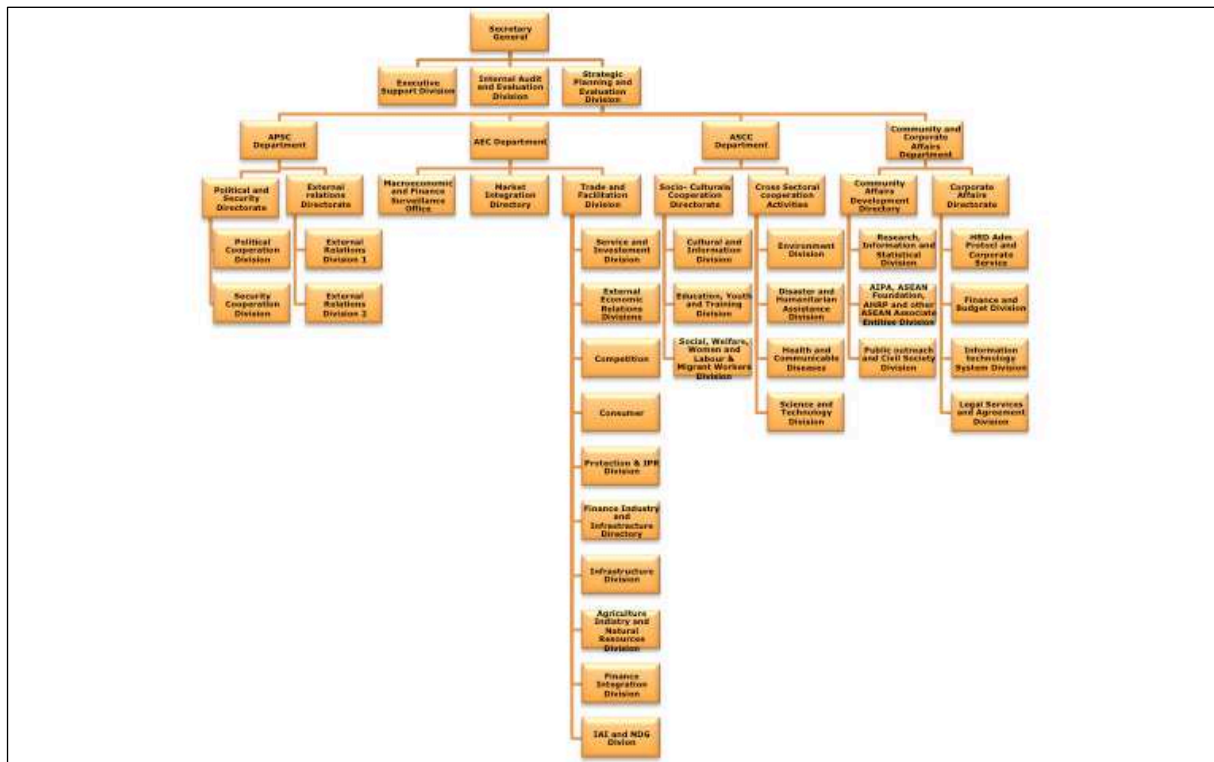 Secretary
General
Executive
Support Division
Internal Audit
and Evaluation
Division
Strategic
Planning and
Evaluation
Division
APSC
Department
AEC Department
ASCC
Department
Community and
Corporate
Affairs
Department
Political and
Security
Directorate
External
relations
Directorate
Macroeconomic
and Finance
Surveillance
Office
Market
Integration
Directory
Trade and
Facilitation
Division
Socio- Culturals
Cooperation
Directorate
Cross Sectoral
cooperation
Activities
Community
Affairs
Development
Directory
Corporate
Affairs
Directorate
Political
Cooperation
Division
External
Relations
Division 1
Service and
Investement
Division
Cultural and
Information
Division
Environment
Division
Research,
Information and
Statistical
Division
HRD Adm
Protocl and
Corporate
Service
Security
Cooperation
Division
External
Relations
Division 2
External
Economic
Relations
Divisions
Education, Youth
and Training
Division
Disaster and
Humanitarian
Assistance
Division
AIPA, ASEAN
Foundation,
AHRP and other
ASEAN Associate
Entities Division
Finance and
Budget Division
Competition
Social, Welfare,
Women and
Labour &
Migrant Workers
Division
Health and
Communicable
Diseases
Public outreach
and Civil Society
Division
Information
technology
System Division
Consumer
Science and
Technology
Division
Legal Services
and Agreement
Division
Protection & IPR
Division
Finance Industry
and
Infrastructure
Directory
Infrastructure
Division
Agriculture
Indistry and
Natural
Resources
Division
Finance
Integration
Division
IAI and NDG
Divion